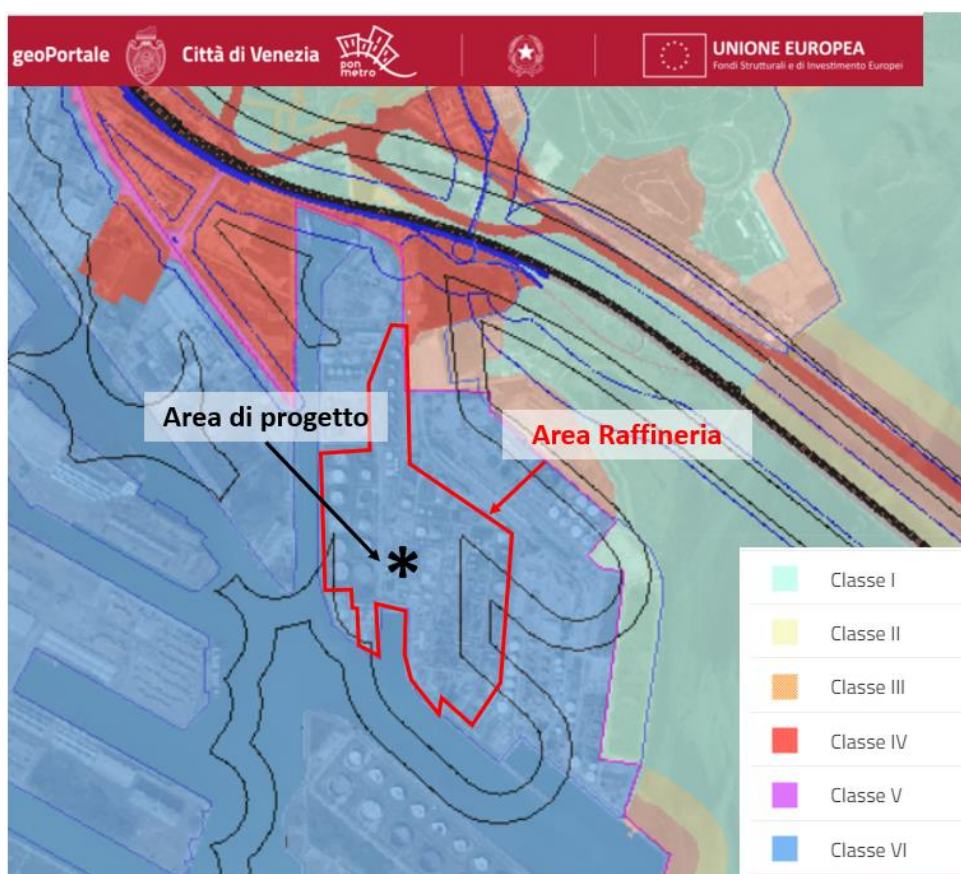 geoPortale
Città di Venezia
pon
metro
UNIONE EUROPEA
Fondi Strutturali e di Investimento Europei
Area di progetto
Area Raffineria
*
Classe I
Classe II
Classe III
Classe IV
Classe V
Classe VI